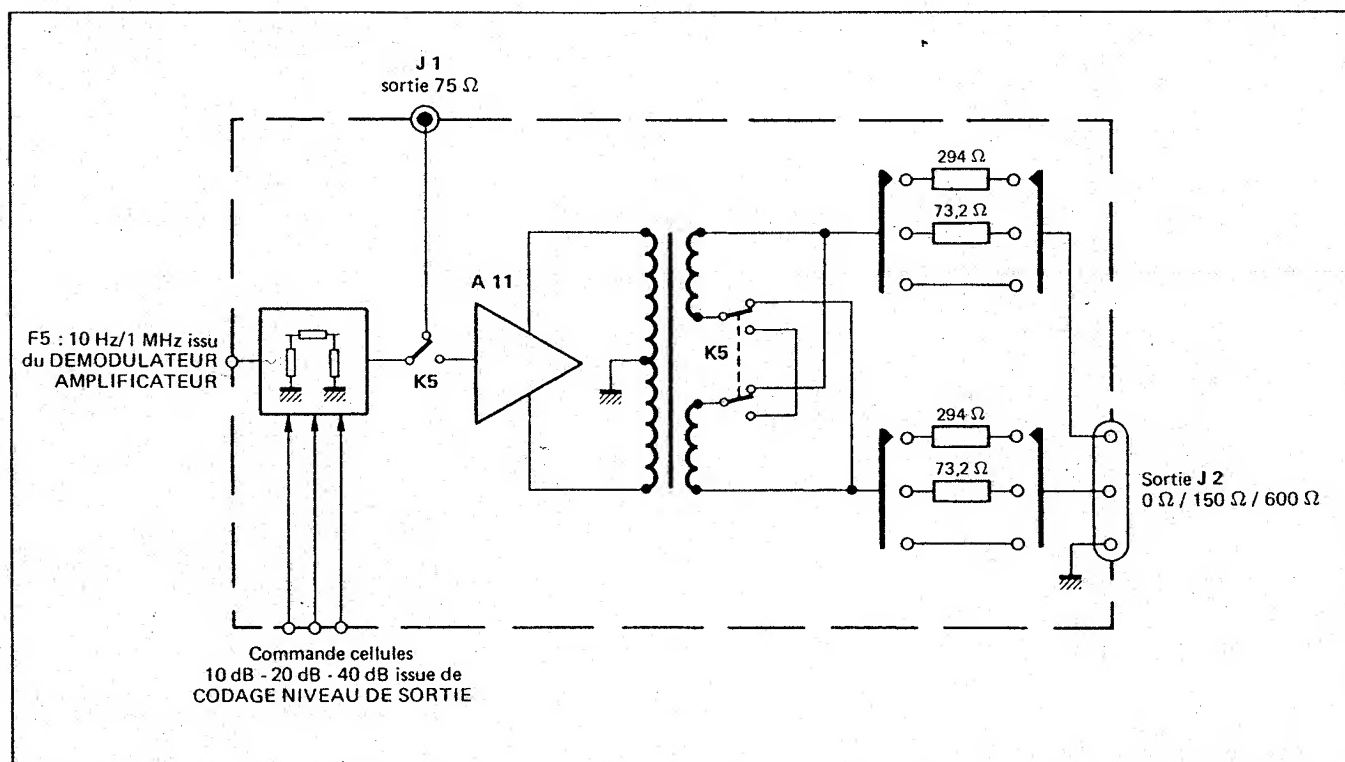 J 1
sortie 75 Ω
294 Ω
73,2 Ω
A 11
F5 : 10 Hz/1 MHz issu
du DEMODULATEUR
AMPLIFICATEUR
K5
K5
294 Ω
73,2 Ω
Sortie J 2
0 Ω / 150 Ω / 600 Ω
Commande cellules
10 dB - 20 dB - 40 dB issue de
CODAGE NIVEAU DE SORTIE